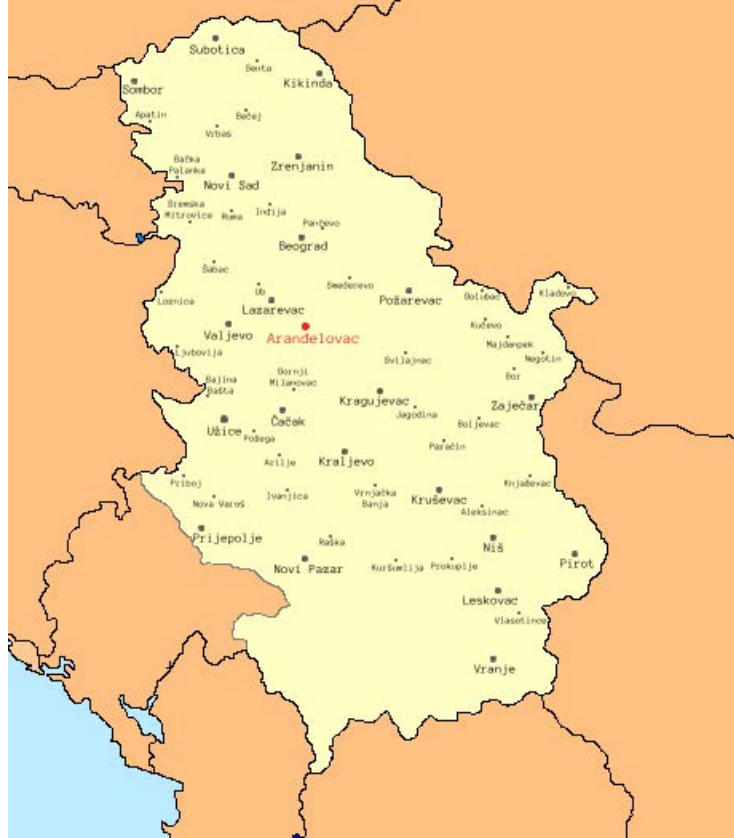 Subotica
Senta
Kikinda
Sombor
Apatin
Bečej
Vrbas
Bačka
Palanka
Zrenjanin
Novi Sad
Sremska
Mitrovica
Ruma
Inđija
Pančevo
Beograd
Šabac
Ub
Smederevo
Loznica
Lazarevac
Požarevac
Golubac
Kladovo
Valjevo
Aranđelovac
Kučevo
Majdanpek
Ljubovija
Svilajnac
Negotin
Bor
Bajina
Bašta
Gornji
Milanovac
Kragujevac
Zaječar
Jagodina
Užice
Čačak
Boljevac
Požega
Paraćin
Arilje
Kraljevo
Priboj
Knjaževac
Nova Varoš
Ivanjica
Vrnjačka
Banja
Kruševac
Aleksinac
Prijepolje
Raška
Niš
Novi Pazar
Kuršumlija
Prokuplje
Pirot
Leskovac
Vlasotince
Vranje